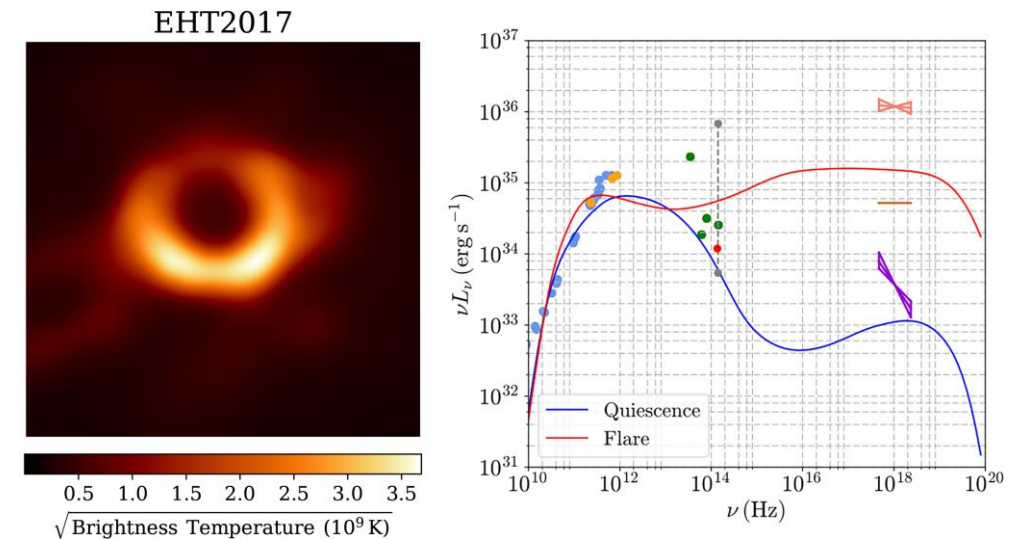 EHT2017
0.5 1.0 1.5 2.0 2.5 3.0 3.5
√Brightness Temperature (10⁹ K)
10³⁷
10³⁶
10³⁵
10³⁴
10³³
10³²
10³¹
νL_ν (erg s⁻¹)
Quiescence
Flare
10¹⁰ 10¹² 10¹⁴ 10¹⁶ 10¹⁸ 10²⁰
ν (Hz)